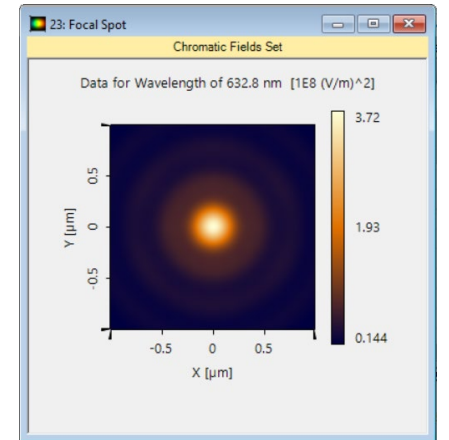 23: Focal Spot
Chromatic Fields Set
Data for Wavelength of 632.8 nm [1E8 (V/m)^2]
3.72
1.93
0.144
0.5
0
-0.5
Y [µm]
-0.5 0 0.5
X [µm]